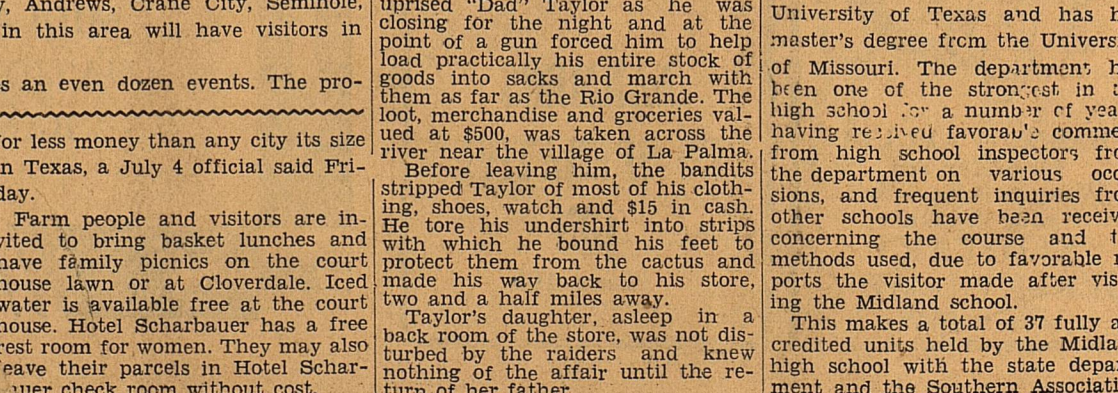 Andrews, Crane City, Seminole,
in this area will have visitors in
s an even dozen events. The pro-
or less money than any city its size
n Texas, a July 4 official said Fri-
day.
Farm people and visitors are in-
vited to bring basket lunches and
have family picnics on the court
house lawn or at Cloverdale. Iced
water is available free at the court
house. Hotel Scharbauer has a free
rest room for women. They may also
eave their parcels in Hotel Schar-
uer check room without cost.
uprised "Dad" Taylor as he was
closing for the night and at the
point of a gun forced him to help
load practically his entire stock of
goods into sacks and march with
them as far as the Rio Grande. The
loot, merchandise and groceries val-
ued at $500, was taken across the
river near the village of La Palma.
Before leaving him, the bandits
stripped Taylor of most of his cloth-
ing, shoes, watch and $15 in cash.
He tore his undershirt into strips
with which he bound his feet to
protect them from the cactus and
made his way back to his store,
two and a half miles away.
Taylor's daughter, asleep in a
back room of the store, was not dis-
turbed by the raiders and knew
nothing of the affair until the re-
turn of her father.
University of Texas and has
master's degree from the Univers
of Missouri. The department
been one of the strongest in
high school for a number of yea
having received favorable comme
from high school inspectors fro
the department on various occ
sions, and frequent inquiries fro
other schools have been receiv
concerning the course and t
methods used, due to favorable
ports the visitor made after vis
ing the Midland school.
This makes a total of 37 fully a
credited units held by the Midla
high school with the state depa
ment and the Southern Associati